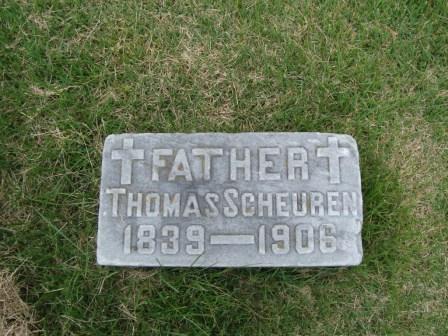 ✝FATHER✝
THOMAS SCHEUREN
1839—1906